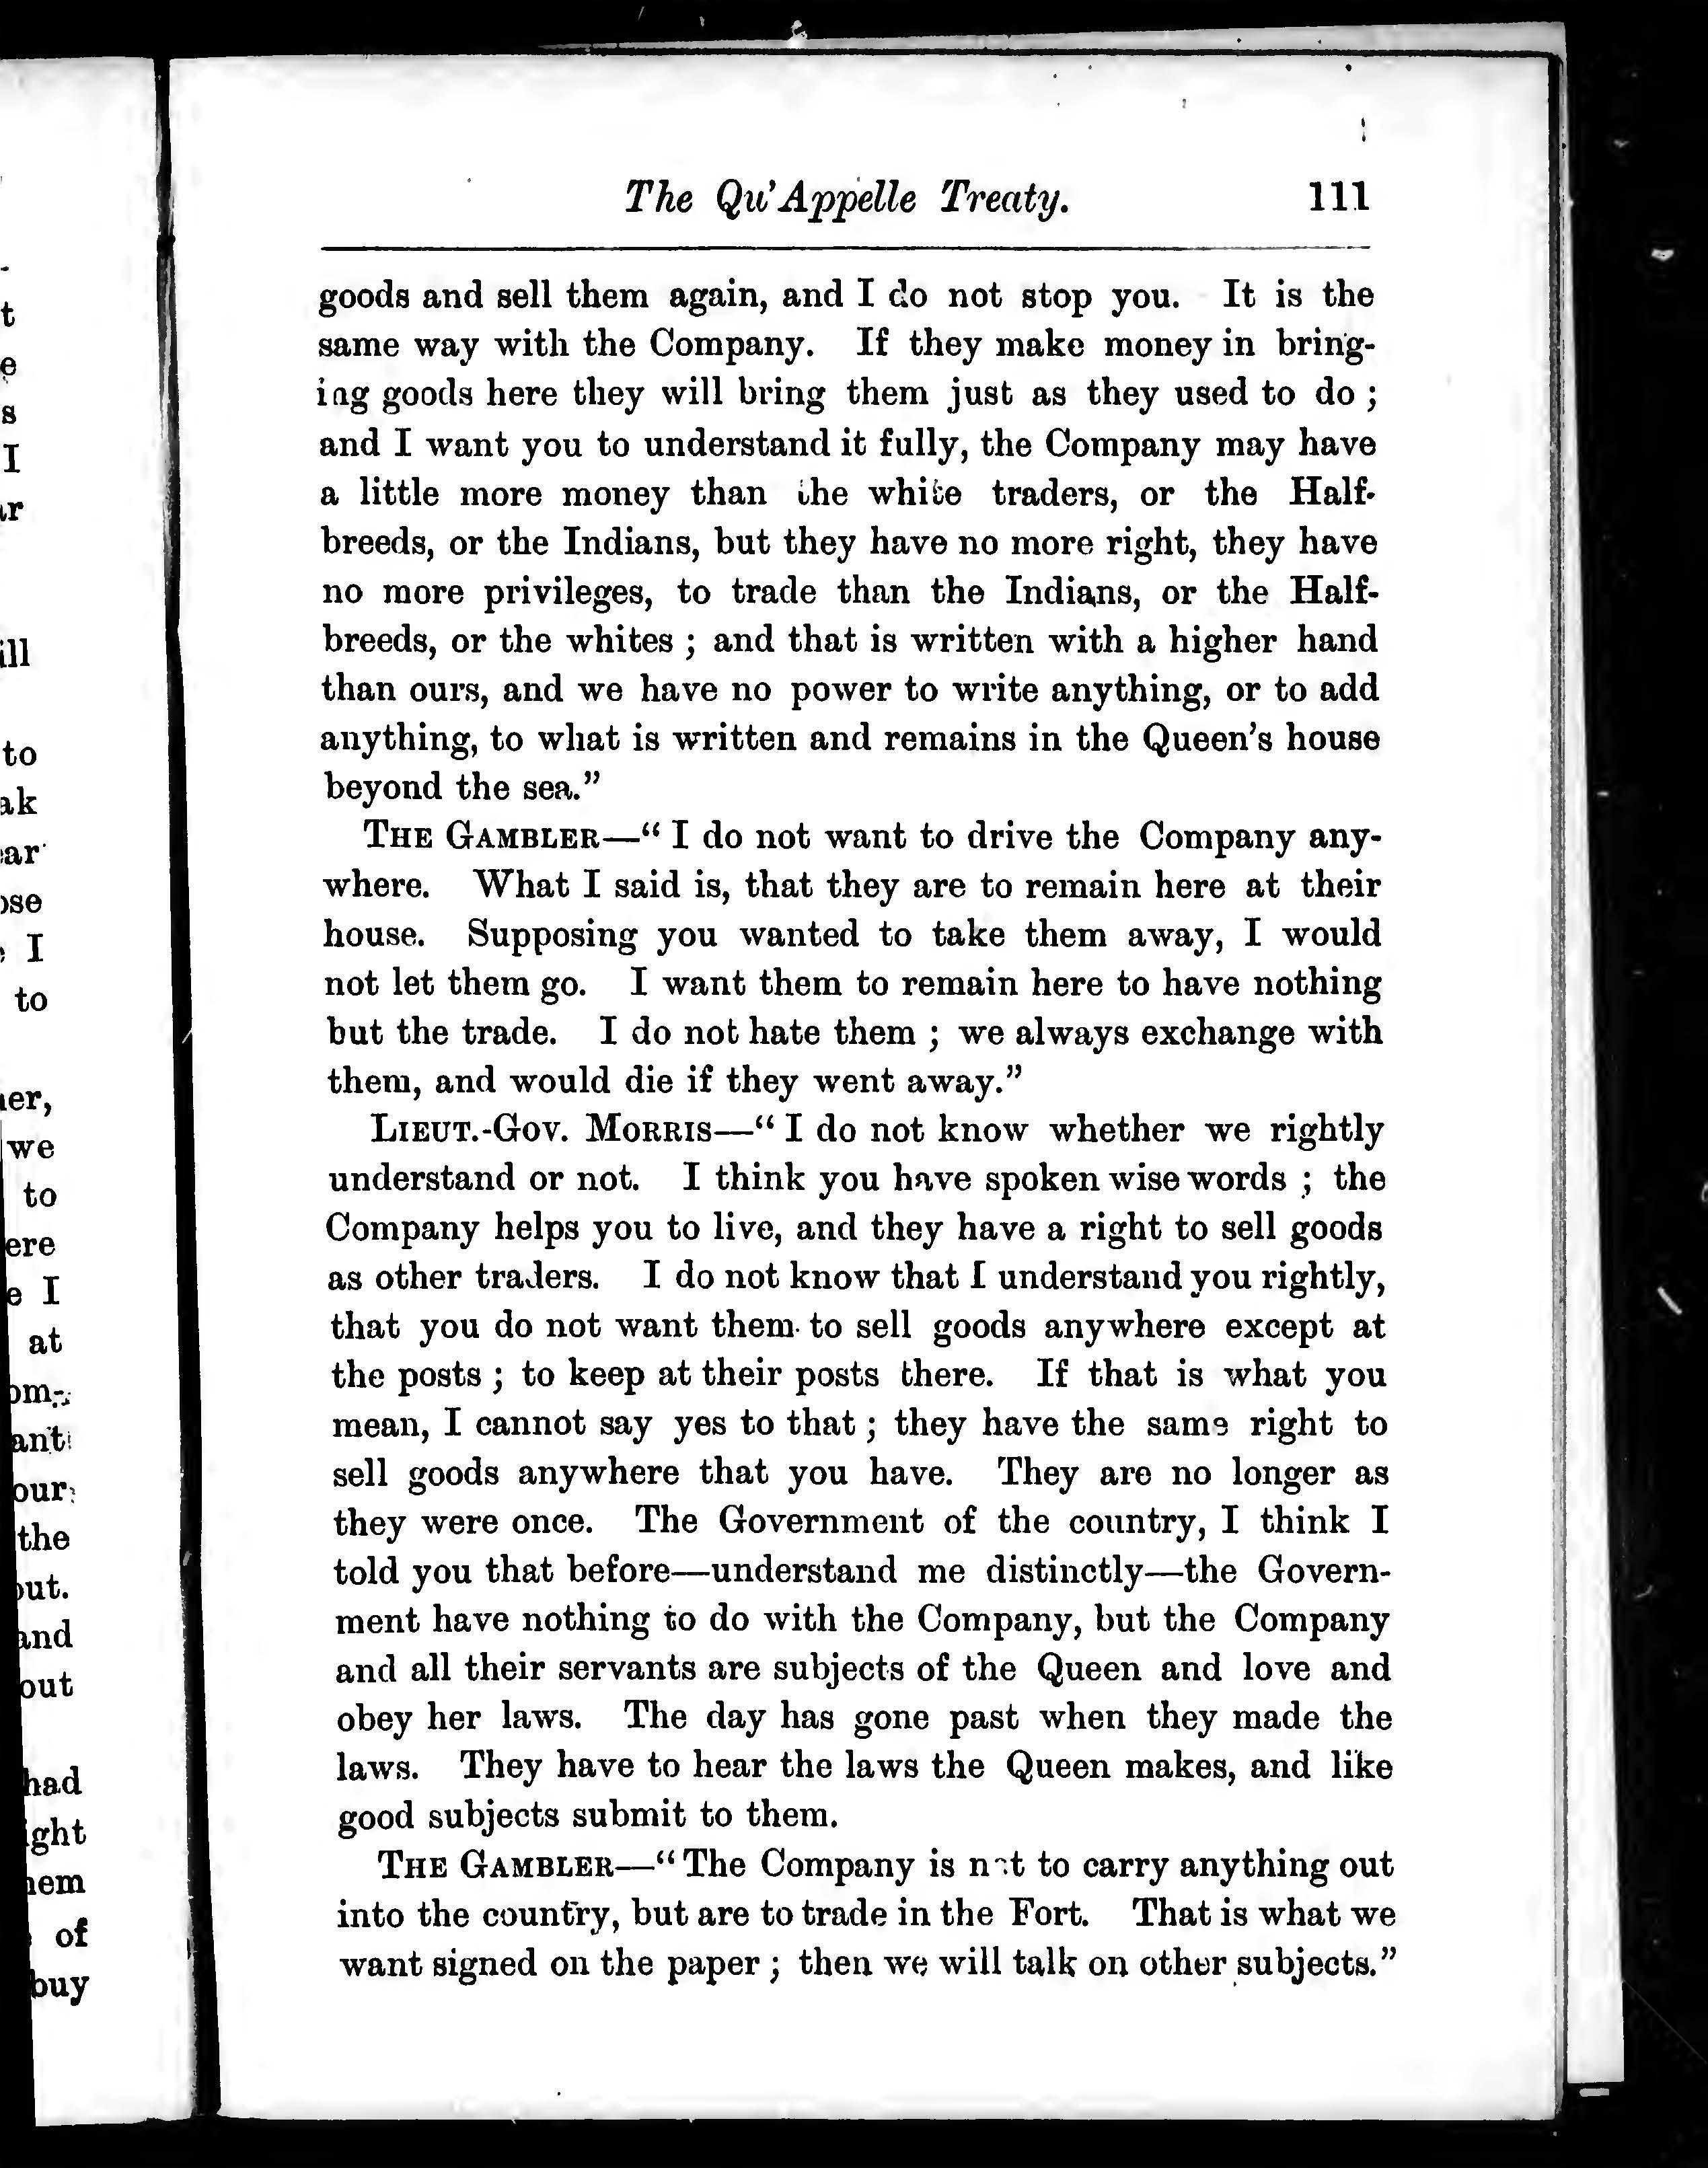 The Qu'Appelle Treaty. 111
goods and sell them again, and I do not stop you. It is the
same way with the Company. If they make money in bring-
ing goods here they will bring them just as they used to do ;
and I want you to understand it fully, the Company may have
a little more money than the white traders, or the Half-
breeds, or the Indians, but they have no more right, they have
no more privileges, to trade than the Indians, or the Half-
breeds, or the whites ; and that is written with a higher hand
than ours, and we have no power to write anything, or to add
anything, to what is written and remains in the Queen's house
beyond the sea."
THE GAMBLER—" I do not want to drive the Company any-
where. What I said is, that they are to remain here at their
house. Supposing you wanted to take them away, I would
not let them go. I want them to remain here to have nothing
but the trade. I do not hate them ; we always exchange with
them, and would die if they went away."
LIEUT.-GOV. MORRIS—" I do not know whether we rightly
understand or not. I think you have spoken wise words ; the
Company helps you to live, and they have a right to sell goods
as other traders. I do not know that I understand you rightly,
that you do not want them to sell goods anywhere except at
the posts ; to keep at their posts there. If that is what you
mean, I cannot say yes to that ; they have the same right to
sell goods anywhere that you have. They are no longer as
they were once. The Government of the country, I think I
told you that before—understand me distinctly—the Govern-
ment have nothing to do with the Company, but the Company
and all their servants are subjects of the Queen and love and
obey her laws. The day has gone past when they made the
laws. They have to hear the laws the Queen makes, and like
good subjects submit to them.
THE GAMBLER—" The Company is not to carry anything out
into the country, but are to trade in the Fort. That is what we
want signed on the paper ; then we will talk on other subjects."